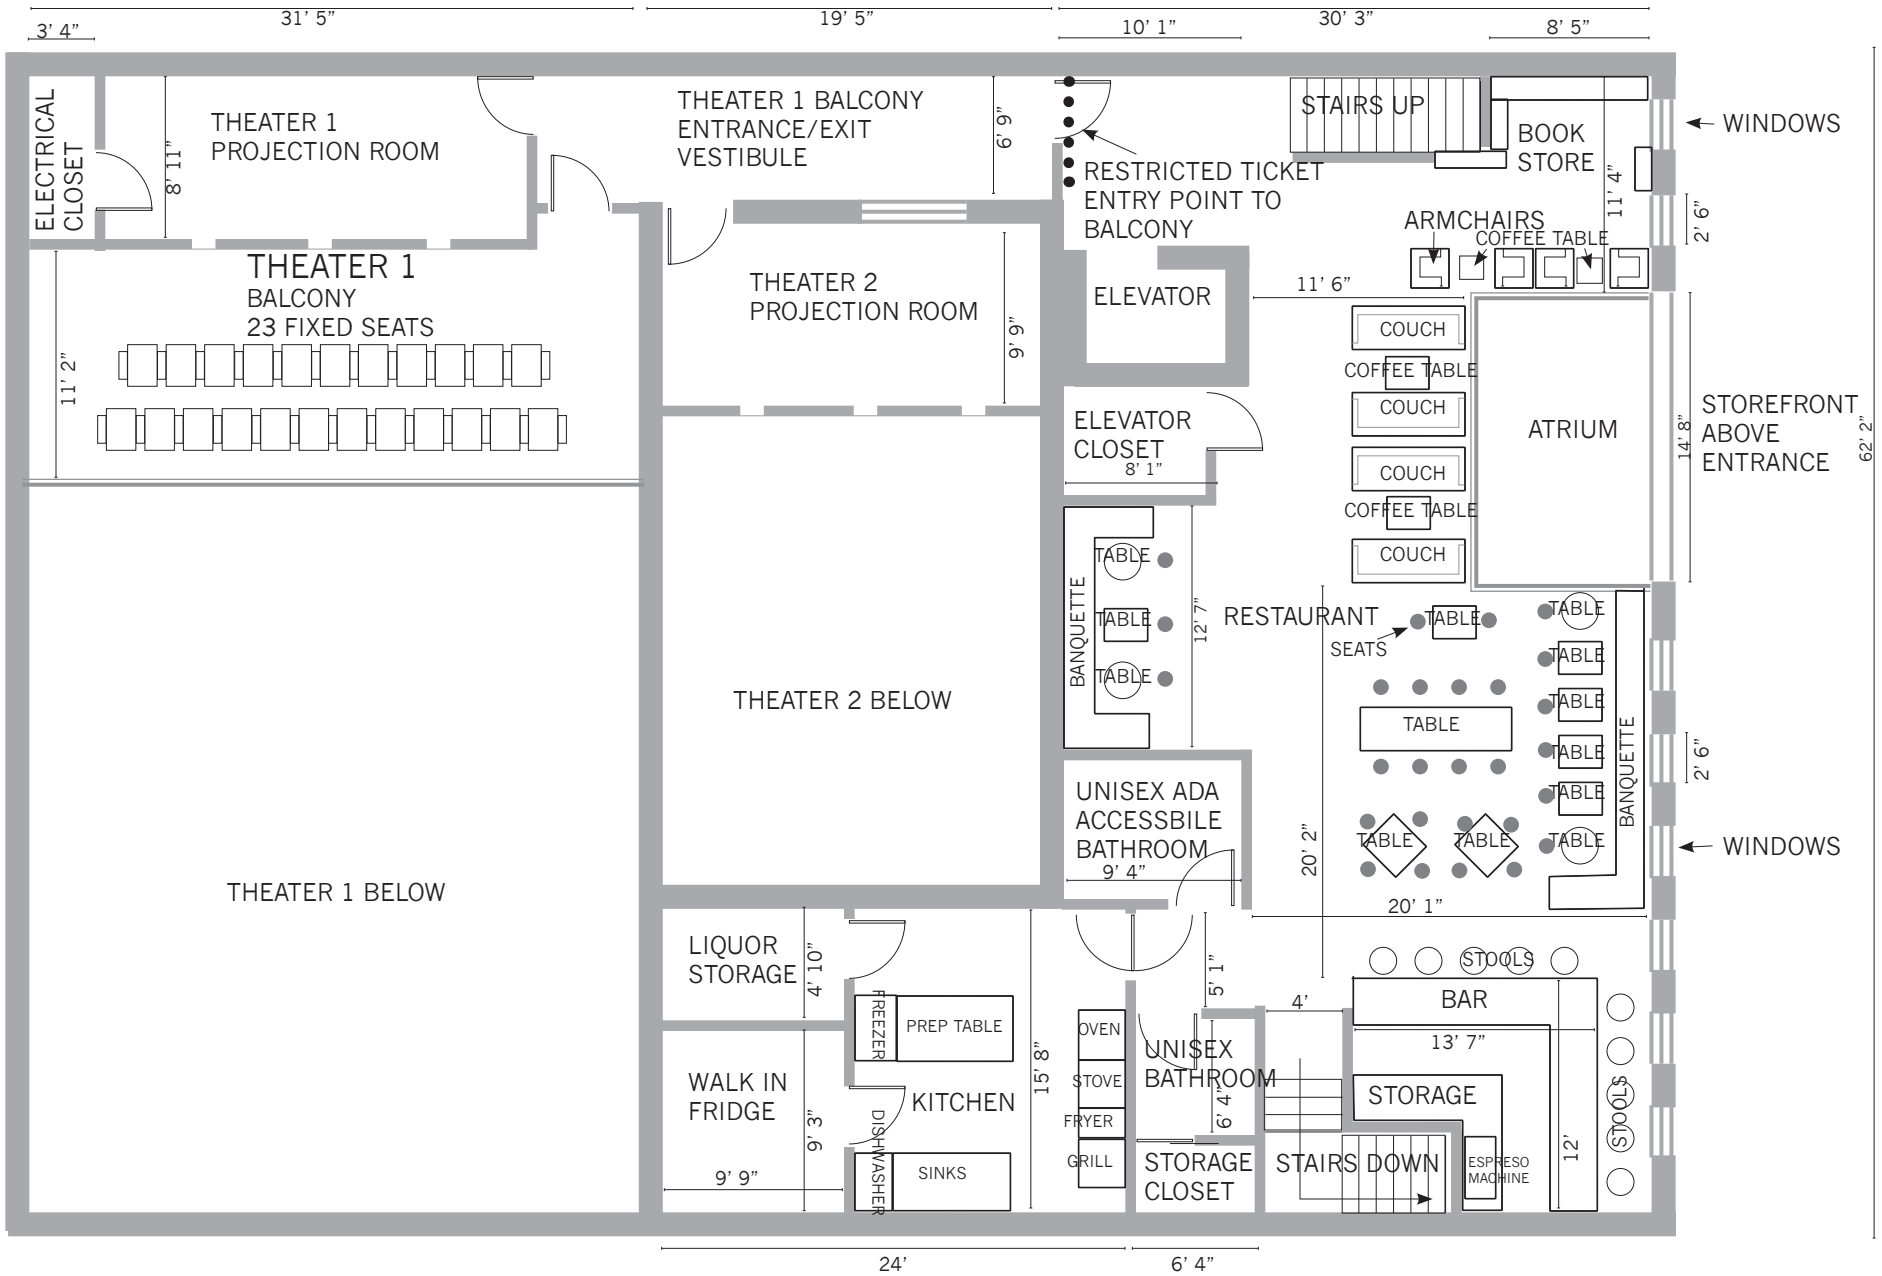 31’ 5”
19’ 5”
30’ 3”
3’ 4”
10’ 1”
8’ 5”
ELECTRICAL
CLOSET
THEATER 1
PROJECTION ROOM
8’ 11”
THEATER 1 BALCONY
ENTRANCE/EXIT
VESTIBULE
6’ 9”
RESTRICTED TICKET
ENTRY POINT TO
BALCONY
STAIRS UP
BOOK
STORE
11’ 4”
WINDOWS
2’ 6”
ARMCHAIRS
COFFEE TABLE
THEATER 1
BALCONY
23 FIXED SEATS
11’ 2”
THEATER 2
PROJECTION ROOM
9’ 9”
ELEVATOR
11’ 6”
COUCH
COFFEE TABLE
COUCH
COUCH
COFFEE TABLE
COUCH
ATRIUM
14’ 8”
STOREFRONT
ABOVE
ENTRANCE
62’ 2”
ELEVATOR
CLOSET
8’ 1”
BANQUETTE
TABLE
TABLE
TABLE
12’ 7”
RESTAURANT
SEATS
TABLE
TABLE
TABLE
TABLE
TABLE
TABLE
TABLE
TABLE
TABLE
TABLE
BANQUETTE
2’ 6”
WINDOWS
THEATER 2 BELOW
THEATER 1 BELOW
UNISEX ADA
ACCESSBILE
BATHROOM
9’ 4”
20’ 2”
20’ 1”
LIQUOR
STORAGE
4’ 10”
FREEZER
PREP TABLE
15’ 8”
OVEN
STOVE
FRYER
GRILL
KITCHEN
WALK IN
FRIDGE
9’ 3”
9’ 9”
DISHWASHER
SINKS
5’ 1”
UNISEX
BATHROOM
6’ 4”
STORAGE
CLOSET
4’
STAIRS DOWN
STOOLS
BAR
13’ 7”
STORAGE
12’
ESPRESO
MACHINE
STOOLS
24’
6’ 4”